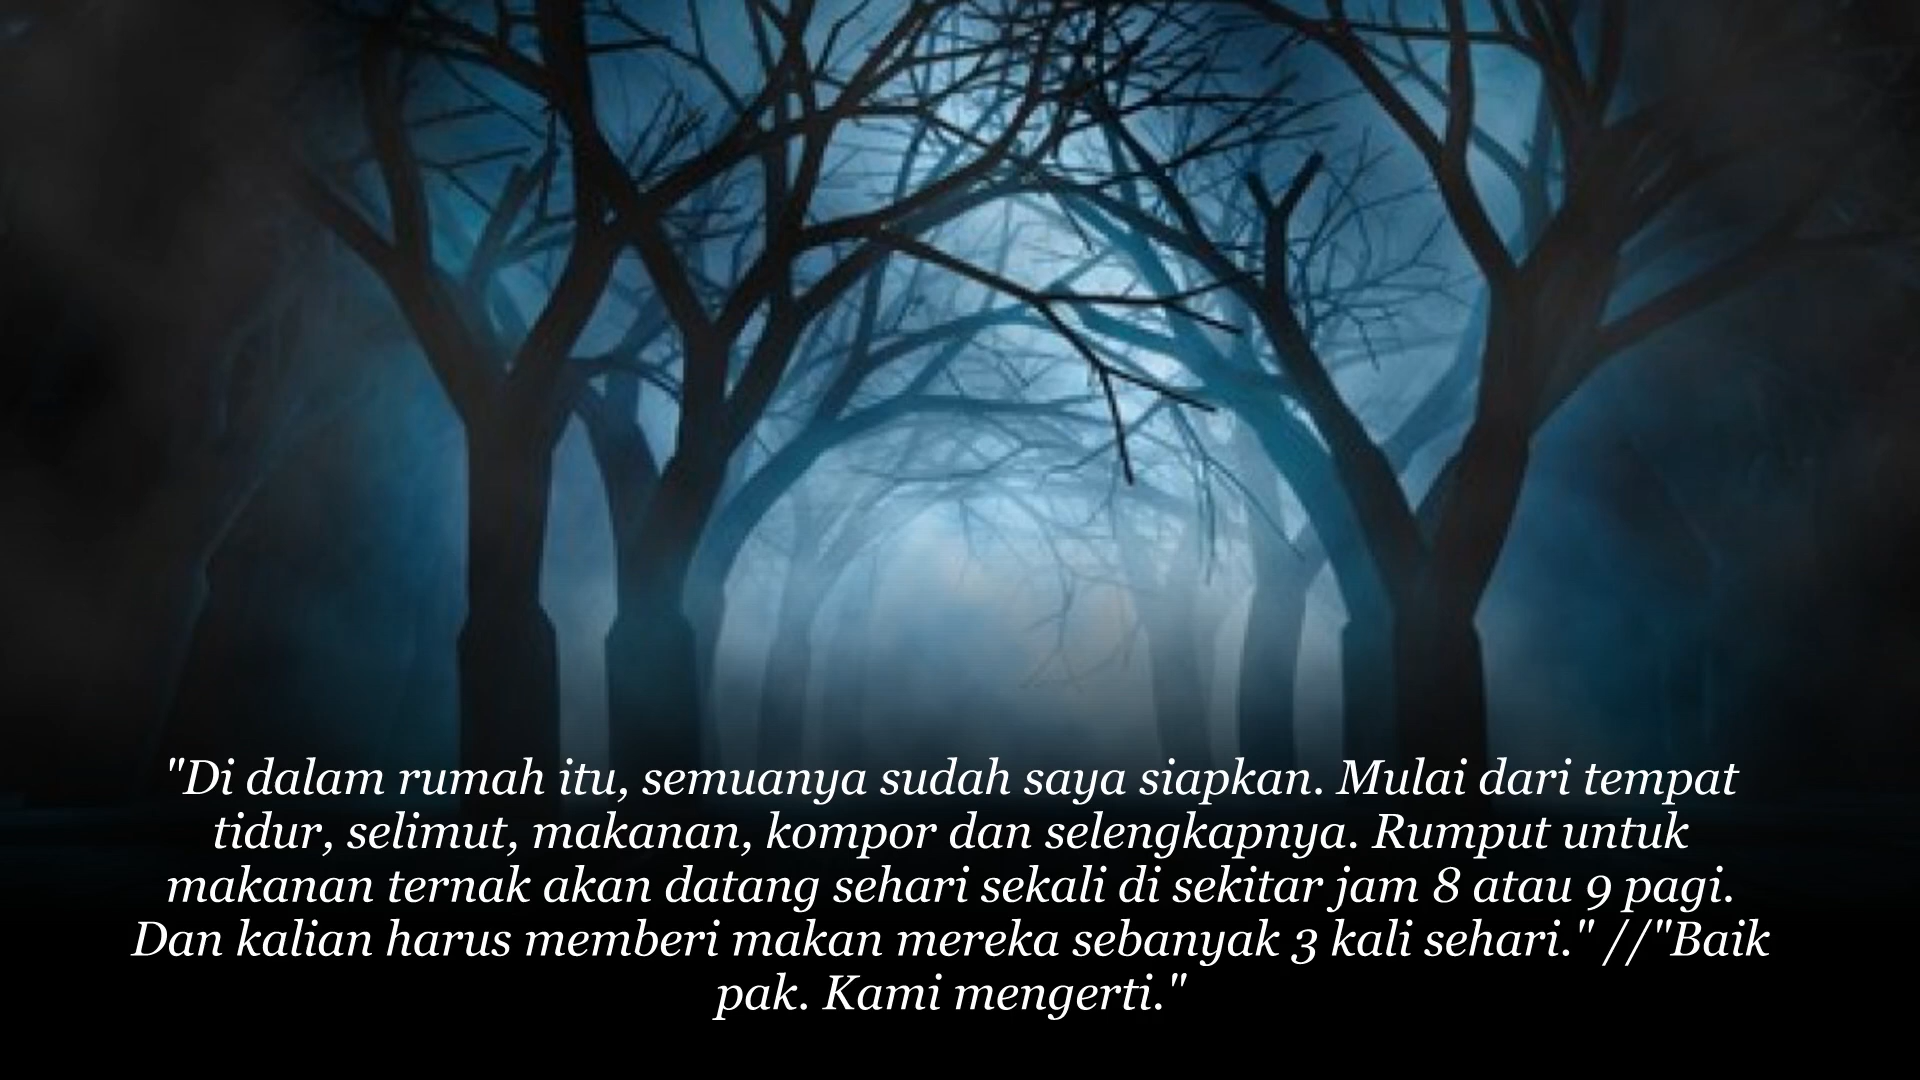 "Di dalam rumah itu, semuanya sudah saya siapkan. Mulai dari tempat
tidur, selimut, makanan, kompor dan selengkapnya. Rumput untuk
makanan ternak akan datang sehari sekali di sekitar jam 8 atau 9 pagi.
Dan kalian harus memberi makan mereka sebanyak 3 kali sehari." //"Baik
pak. Kami mengerti."